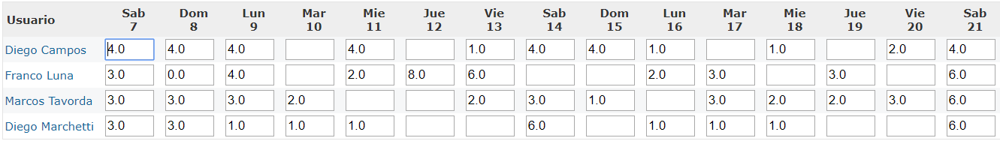 Usuario Sab 7 Dom 8 Lun 9 Mar 10 Mie 11 Jue 12 Vie 13 Sab 14 Dom 15 Lun 16 Mar 17 Mie 18 Jue 19 Vie 20 Sab 21
Diego Campos 4.0 4.0 4.0 4.0 1.0 4.0 4.0 1.0 1.0 2.0 4.0
Franco Luna 3.0 0.0 4.0 2.0 8.0 6.0 2.0 3.0 3.0 6.0
Marcos Tavorda 3.0 3.0 3.0 2.0 2.0 3.0 1.0 3.0 2.0 2.0 3.0 6.0
Diego Marchetti 3.0 3.0 1.0 1.0 1.0 6.0 1.0 1.0 1.0 6.0